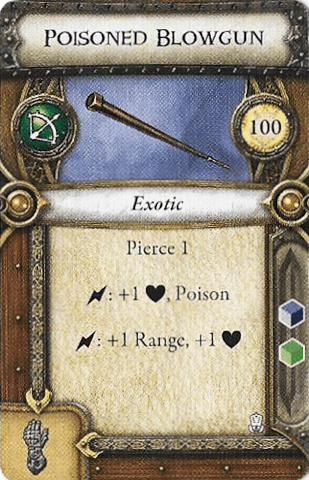 POISONED BLOWGUN
100
Exotic
Pierce 1
: +1 , Poison
: +1 Range, +1